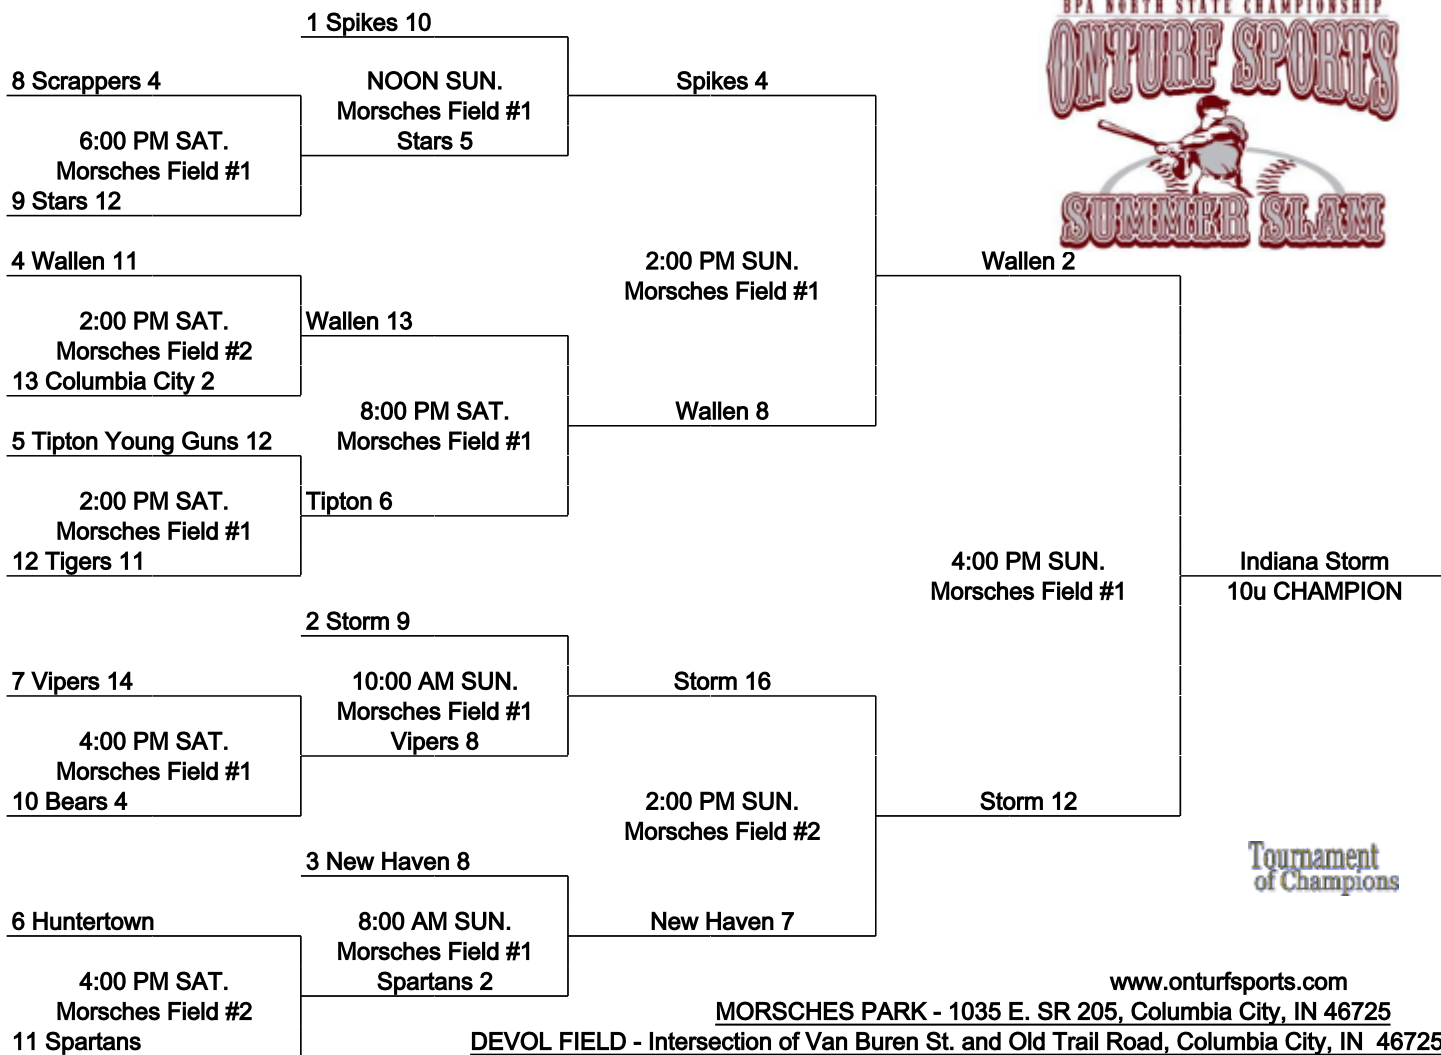 BPA NORTH STATE CHAMPIONSHIP
ONTURF SPORTS
SUMMER SLAM
1 Spikes 10
8 Scrappers 4
NOON SUN.
Morsches Field #1
Stars 5
Spikes 4
6:00 PM SAT.
Morsches Field #1
9 Stars 12
4 Wallen 11
2:00 PM SUN.
Morsches Field #1
Wallen 2
2:00 PM SAT.
Morsches Field #2
Wallen 13
13 Columbia City 2
8:00 PM SAT.
Morsches Field #1
Wallen 8
5 Tipton Young Guns 12
2:00 PM SAT.
Morsches Field #1
Tipton 6
12 Tigers 11
4:00 PM SUN.
Morsches Field #1
Indiana Storm
10u CHAMPION
2 Storm 9
7 Vipers 14
10:00 AM SUN.
Morsches Field #1
Vipers 8
Storm 16
4:00 PM SAT.
Morsches Field #1
10 Bears 4
2:00 PM SUN.
Morsches Field #2
Storm 12
3 New Haven 8
Tournament
of Champions
6 Huntertown
8:00 AM SUN.
Morsches Field #1
Spartans 2
New Haven 7
4:00 PM SAT.
Morsches Field #2
11 Spartans
www.onturfsports.com
MORSCHES PARK - 1035 E. SR 205, Columbia City, IN 46725
DEVOL FIELD - Intersection of Van Buren St. and Old Trail Road, Columbia City, IN 46725